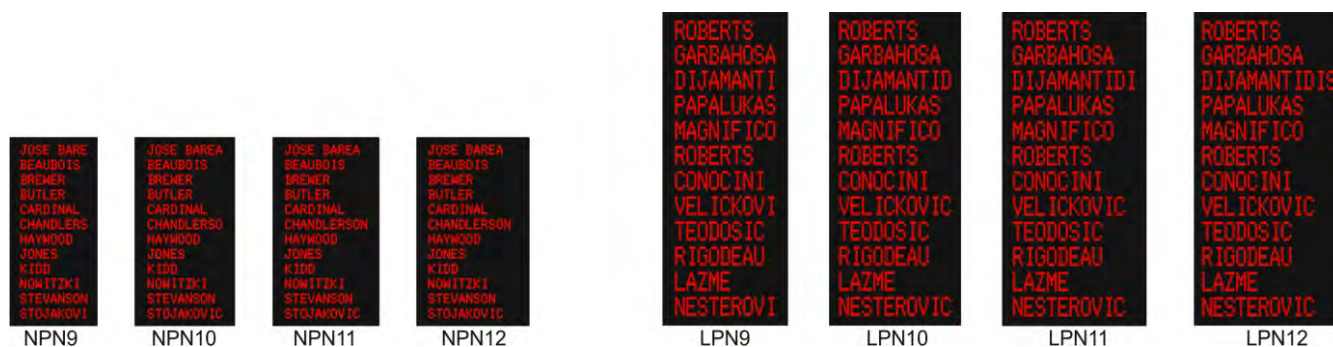 JOSE BARE
BEAUBOIS
BREWER
BUTLER
CARDINAL
CHANDLERS
HAYWOOD
JONES
KIDD
NOWITZKI
STEVANSON
STOJAKOVI
NPN9
JOSE BAREA
BEAUBOIS
BREWER
BUTLER
CARDINAL
CHANDLERSO
HAYWOOD
JONES
KIDD
NOWITZKI
STEVANSON
STOJAKOVIC
NPN10
JOSE BAREA
BEAUBOIS
BREWER
BUTLER
CARDINAL
CHANDLERSON
HAYWOOD
JONES
KIDD
NOWITZKI
STEVANSON
STOJAKOVIC
NPN11
JOSE BAREA
BEAUBOIS
BREWER
BUTLER
CARDINAL
CHANDLERSON
HAYWOOD
JONES
KIDD
NOWITZKI
STEVANSON
STOJAKOVIC
NPN12
ROBERTS
GARBAHOSA
DIJAMANTI
PAPALUKAS
MAGNIFICO
ROBERTS
CONOCINI
VELICKOVI
TEODOSIC
RIGODEAU
LAZME
NESTEROVI
LPN9
ROBERTS
GARBAHOSA
DIJAMANTID
PAPALUKAS
MAGNIFICO
ROBERTS
CONOCINI
VELICKOVIC
TEODOSIC
RIGODEAU
LAZME
NESTEROVIC
LPN10
ROBERTS
GARBAHOSA
DIJAMANTIDI
PAPALUKAS
MAGNIFICO
ROBERTS
CONOCINI
VELICKOVIC
TEODOSIC
RIGODEAU
LAZME
NESTEROVIC
LPN11
ROBERTS
GARBAHOSA
DIJAMANTIDIS
PAPALUKAS
MAGNIFICO
ROBERTS
CONOCINI
VELICKOVIC
TEODOSIC
RIGODEAU
LAZME
NESTEROVIC
LPN12